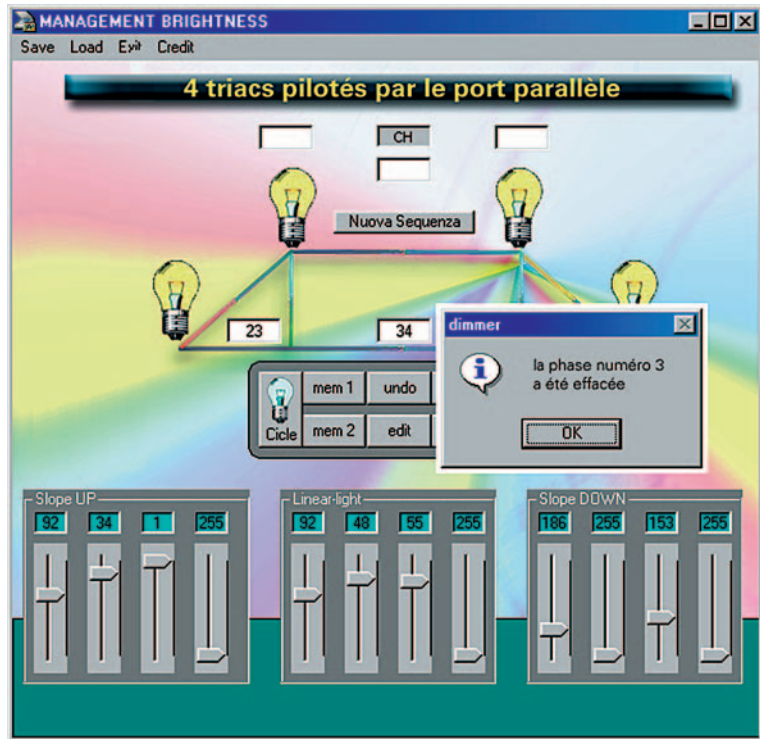 MANAGEMENT BRIGHTNESS
Save Load Exit Credit
4 triacs pilotés par le port parallèle
CH
Nuova Sequenza
23 34
dimmer
la phase numéro 3
a été effacée
OK
Cicle
mem 1 undo
mem 2 edit
Slope UP
92 34 1 255
Linear-light
92 48 55 255
Slope DOWN
186 255 153 255